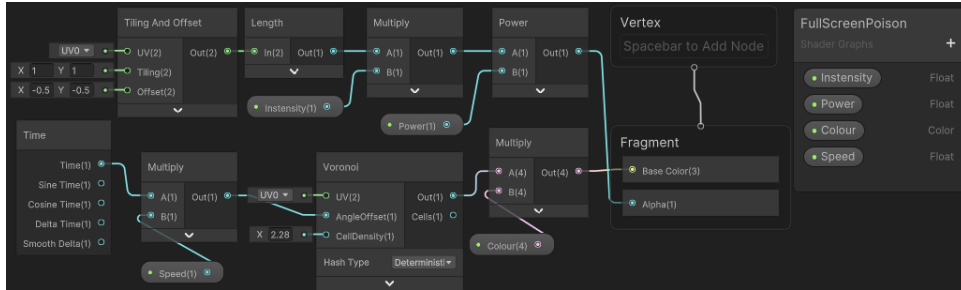 Tiling And Offset
UV0
UV(2)
Out(2)
X 1 Y 1
Tiling(2)
X -0.5 Y -0.5
Offset(2)
Length
In(2)
Out(1)
Instensity(1)
Multiply
A(1)
Out(1)
B(1)
Power(1)
Power
A(1)
Out(1)
B(1)
Vertex
Spacebar to Add Node
FullScreenPoison
Shader Graphs
+
Instensity Float
Power Float
Colour Color
Speed Float
Time
Time(1)
Sine Time(1)
Cosine Time(1)
Delta Time(1)
Smooth Delta(1)
Multiply
A(1)
Out(1)
B(1)
Speed(1)
Voronoi
UV0
UV(2)
Out(1)
AngleOffset(1)
Cells(1)
X 2.28
CellDensity(1)
Hash Type
Deterministi
Multiply
A(4)
Out(4)
B(4)
Colour(4)
Fragment
Base Color(3)
Alpha(1)